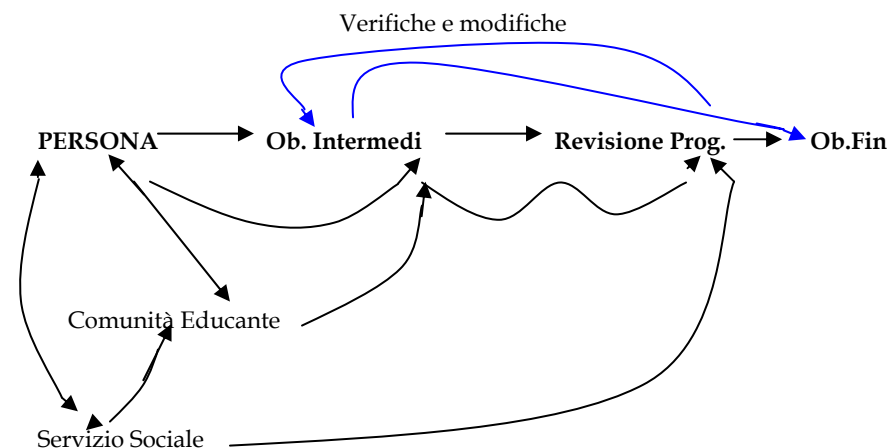 Verifiche e modifiche
PERSONA Ob. Intermedi Revisione Prog. Ob.Fin
Comunità Educante
Servizio Sociale